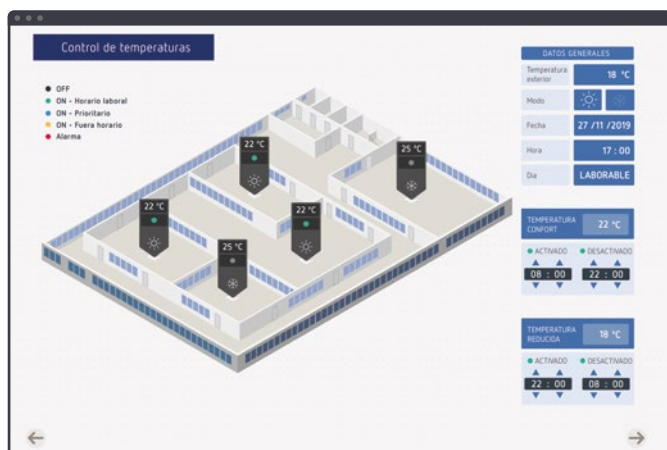 Control de temperaturas
OFF
ON - Horario laboral
ON - Prioritario
ON - Fuera horario
Alarma
22 °C
25 °C
22 °C
22 °C
25 °C
DATOS GENERALES
Temperatura
exterior
18 °C
Modo
Fecha
27 /11 /2019
Hora
17 : 00
Dia
LABORABLE
TEMPERATURA
CONFORT
22 °C
ACTIVADO
DESACTIVADO
08 : 00
22 : 00
TEMPERATURA
REDUCIDA
18 °C
ACTIVADO
DESACTIVADO
22 : 00
08 : 00